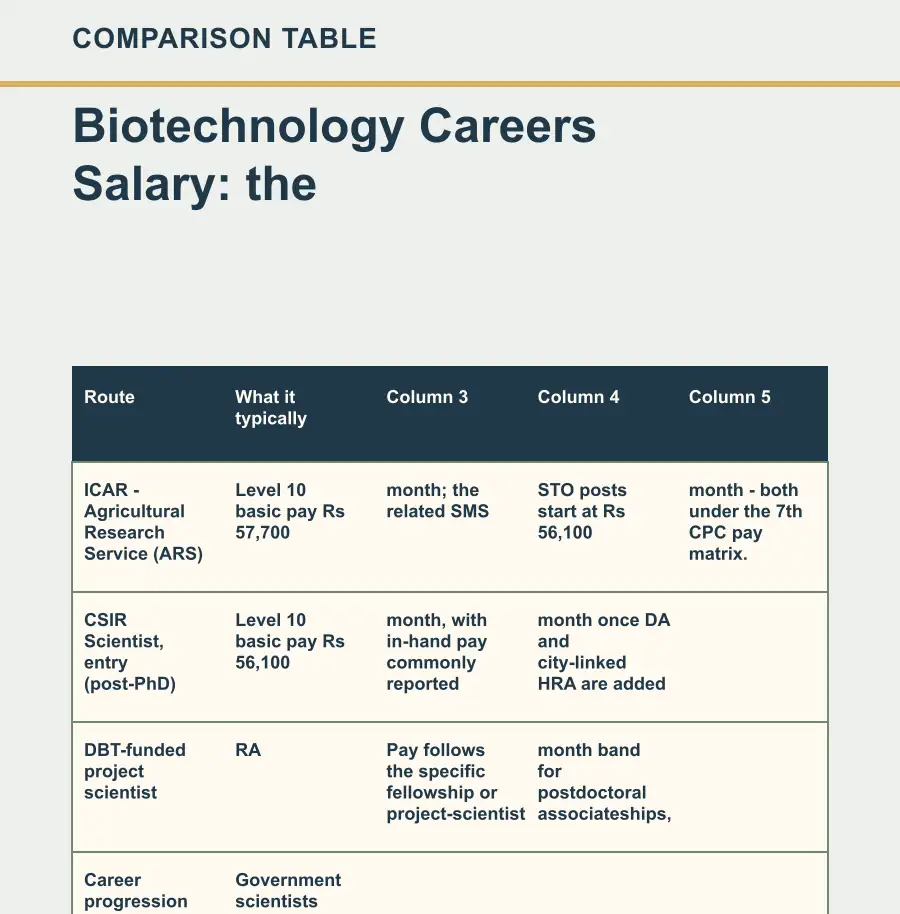 COMPARISON TABLE
Biotechnology Careers
Salary: the
Route
What it
typically
Column 3
Column 4
Column 5
ICAR -
Agricultural
Research
Service (ARS)
Level 10
basic pay Rs
57,700
month; the
related SMS
STO posts
start at Rs
56,100
month - both
under the 7th
CPC pay
matrix.
CSIR
Scientist,
entry
(post-PhD)
Level 10
basic pay Rs
56,100
month, with
in-hand pay
commonly
reported
month once DA
and
city-linked
HRA are added
DBT-funded
project
scientist
RA
Pay follows
the specific
fellowship or
project-scientist
month band
for
postdoctoral
associateships,
Career
progression
Government
scientists